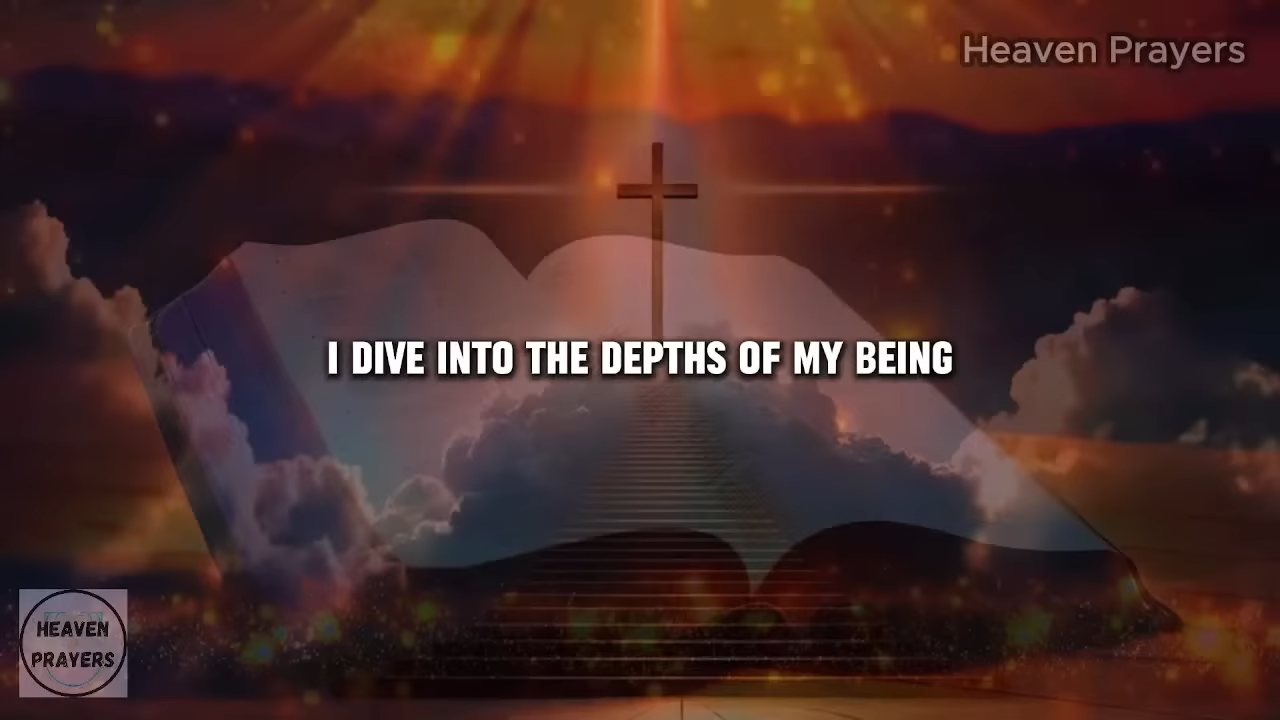 Heaven Prayers
I DIVE INTO THE DEPTHS OF MY BEING
HEAVEN
PRAYERS